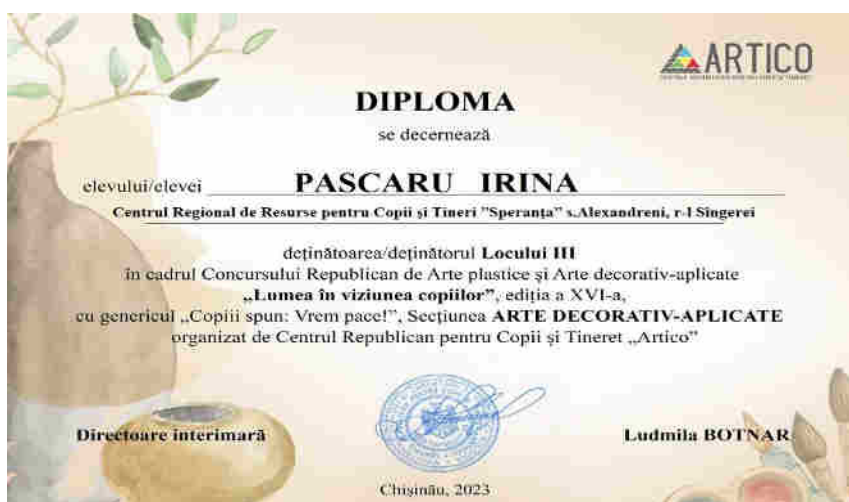 ARTICO
DIPLOMA
se decernează
elevului/elevei PASCARU IRINA
Centrul Regional de Resurse pentru Copii și Tineri "Speranța" s.Alexandreni, r-l Sîngerei
deținătoarea/deținătorul Locului III
în cadrul Concursului Republican de Arte plastice și Arte decorativ-aplicate
„Lumea în viziunea copiilor”, ediția a XVI-a,
cu genericul „Copiii spun: Vrem pace!”, Secțiunea ARTE DECORATIV-APLICATE
organizat de Centrul Republican pentru Copii și Tineret „Artico”
Directoare interimară Ludmila BOTNAR
Chișinău, 2023